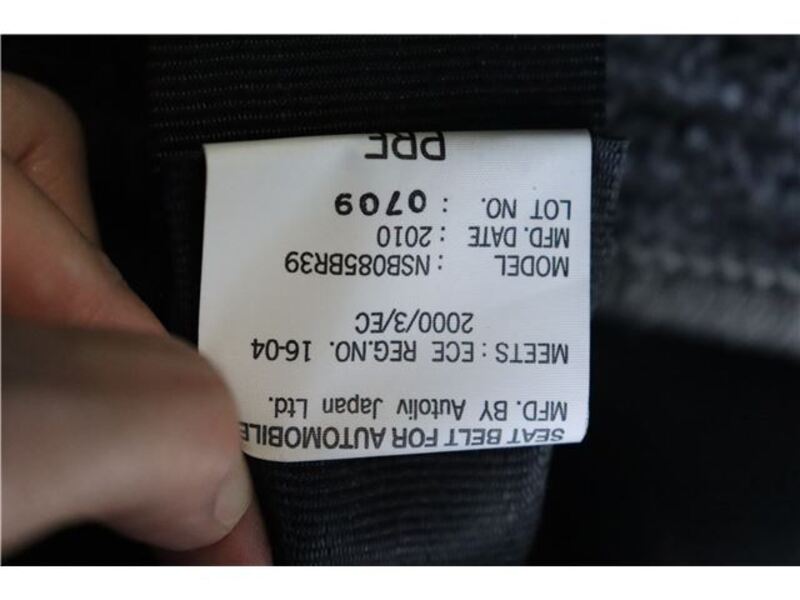 SEAT BELT FOR AUTOMOBILE
MFD. BY Autoliv Japan Ltd.
MEETS : ECE REG.NO. 16-04
2000/3/EC
MODEL : NSB085BR39
MFD. DATE : 2010
LOT NO. : 0709
PRE